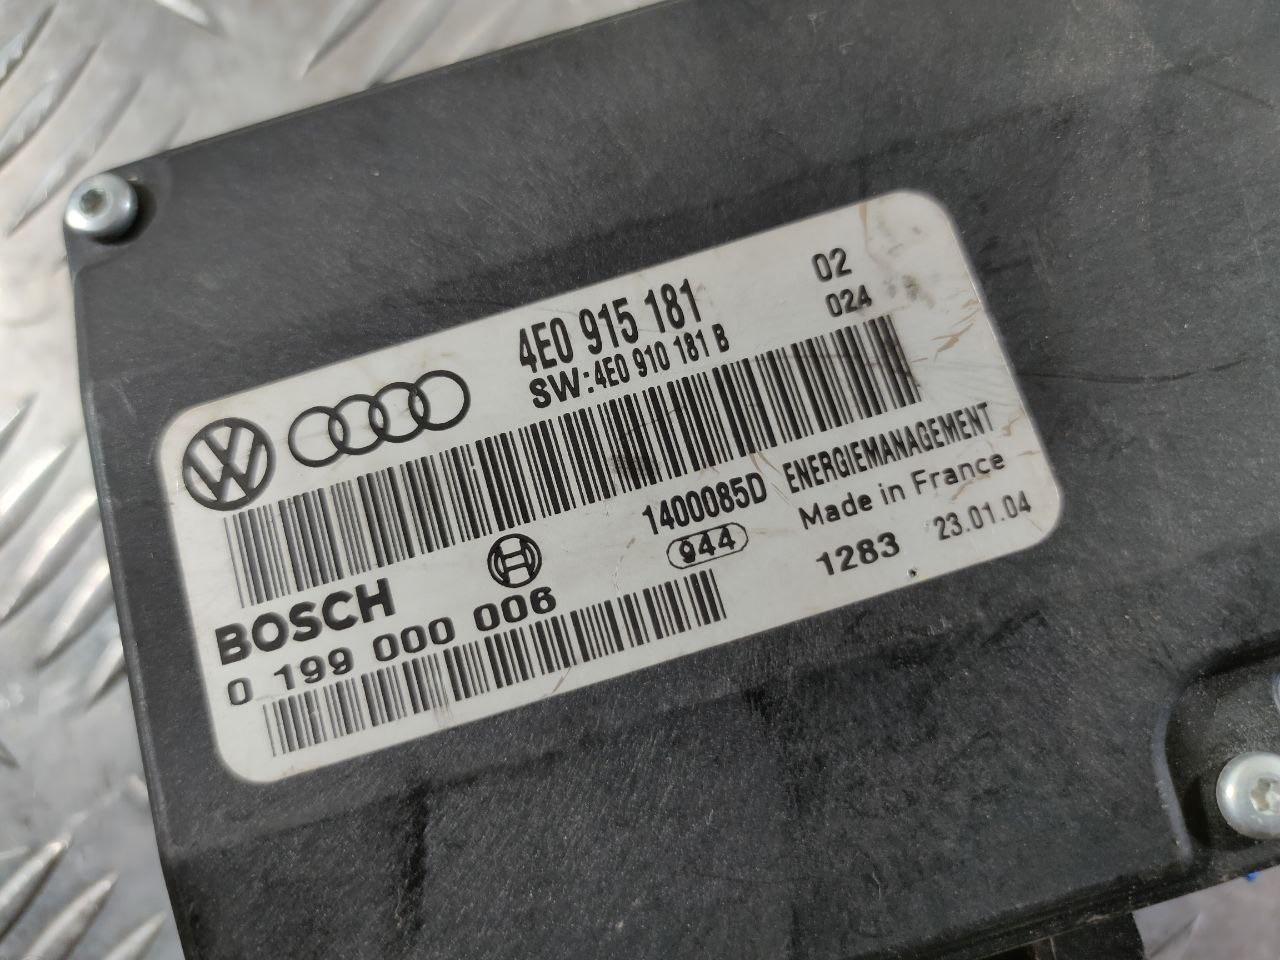 4E0 915 181
SW:4E0 910 181 B
02
024
1400085D
944
ENERGIEMANAGEMENT
Made in France
1283 23.01.04
BOSCH
0 199 000 006